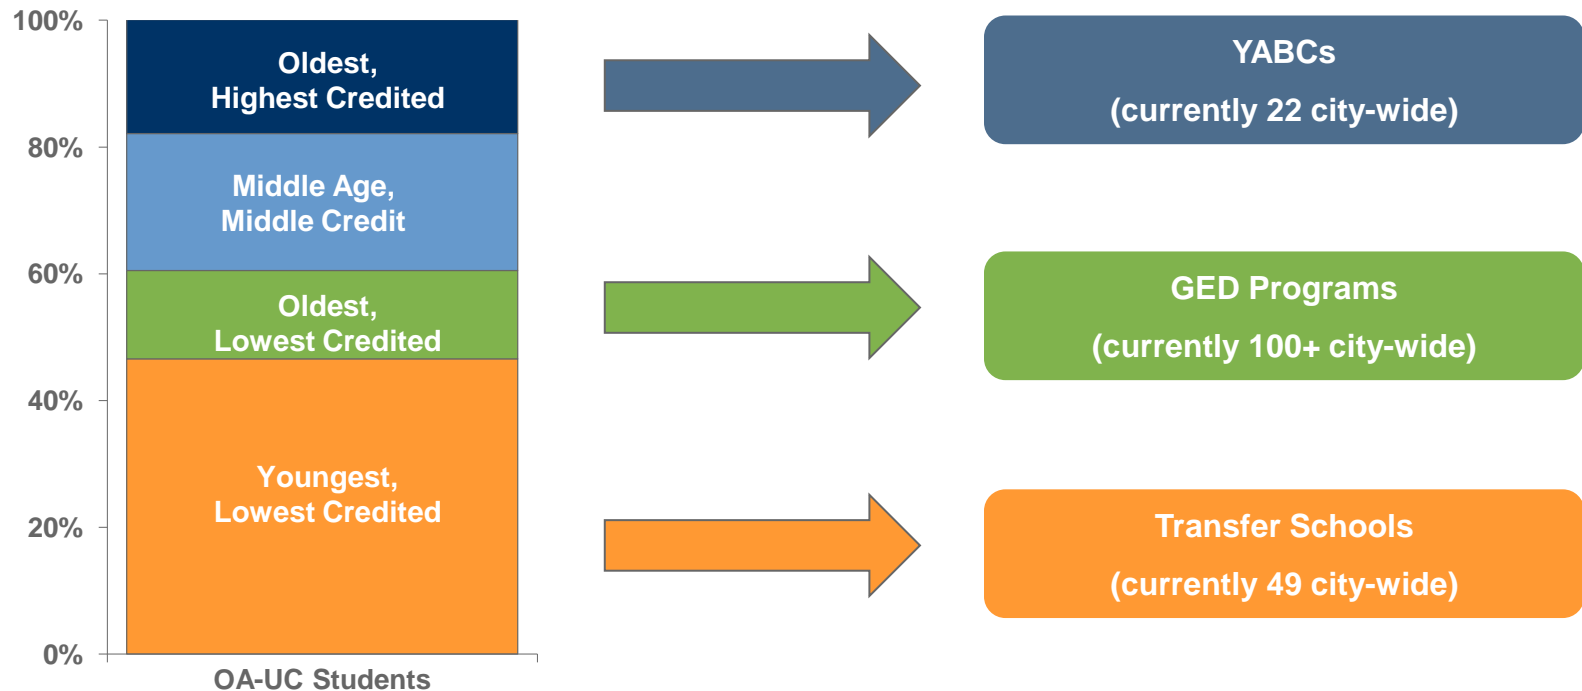 100%
80%
60%
40%
20%
0%
Oldest,
Highest Credited
Middle Age,
Middle Credit
Oldest,
Lowest Credited
Youngest,
Lowest Credited
OA-UC Students
YABCs
(currently 22 city-wide)
GED Programs
(currently 100+ city-wide)
Transfer Schools
(currently 49 city-wide)